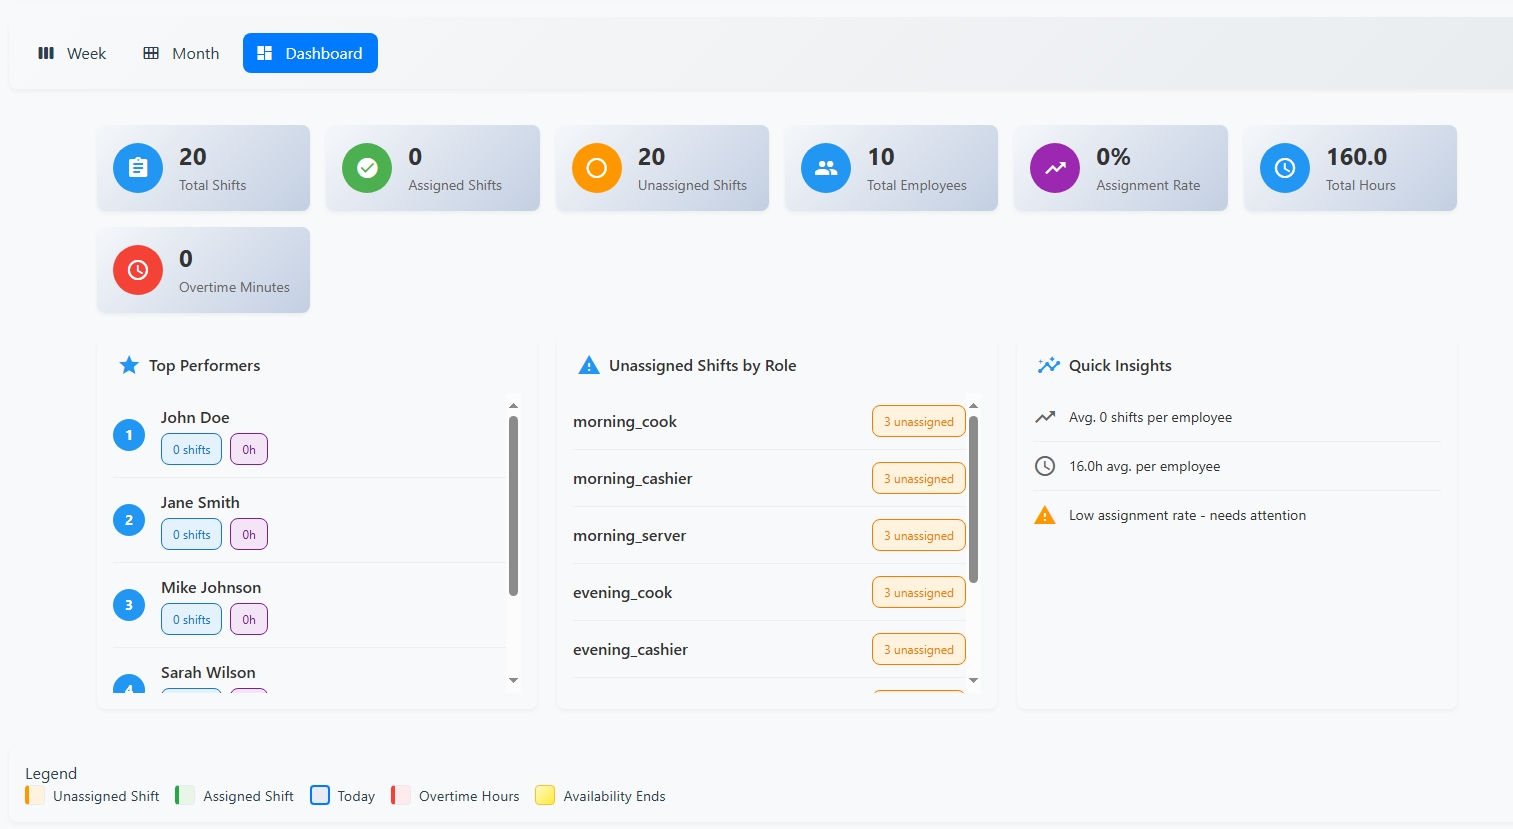 Week
Month
Dashboard
20
Total Shifts
0
Assigned Shifts
20
Unassigned Shifts
10
Total Employees
0%
Assignment Rate
160.0
Total Hours
0
Overtime Minutes
Top Performers
1
John Doe
0 shifts
0h
2
Jane Smith
0 shifts
0h
3
Mike Johnson
0 shifts
0h
4
Sarah Wilson
Unassigned Shifts by Role
morning_cook
3 unassigned
morning_cashier
3 unassigned
morning_server
3 unassigned
evening_cook
3 unassigned
evening_cashier
3 unassigned
Quick Insights
Avg. 0 shifts per employee
16.0h avg. per employee
Low assignment rate - needs attention
Legend
Unassigned Shift
Assigned Shift
Today
Overtime Hours
Availability Ends